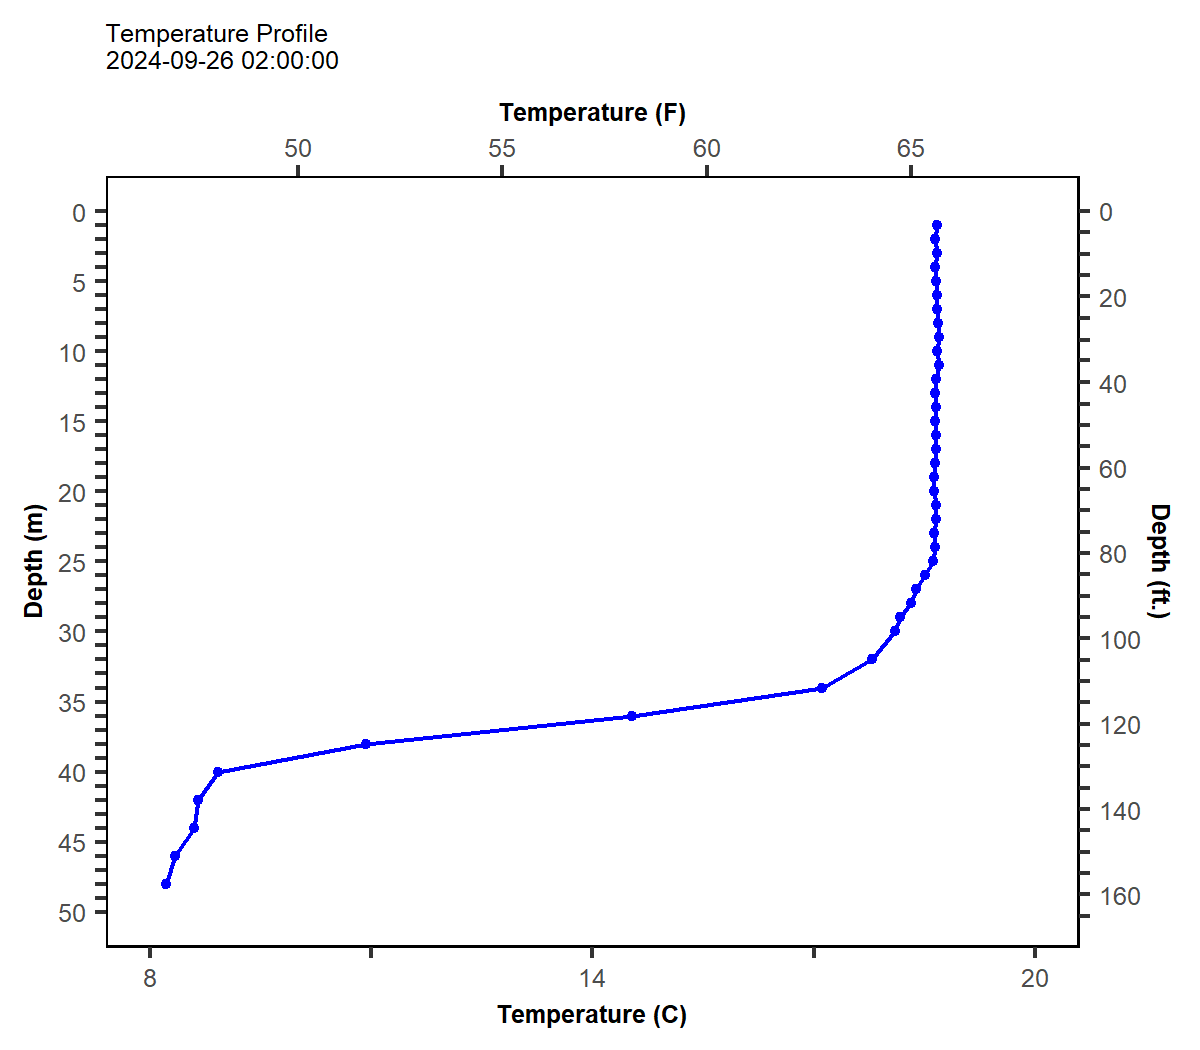 Temperature Profile
2024-09-26 02:00:00
Temperature (F)
50 55 60 65
0 0
5 20
10 40
15 60
20 80
25 100
30 120
35 140
40 160
45
50
Depth (m)
Depth (ft.)
8 14 20
Temperature (C)